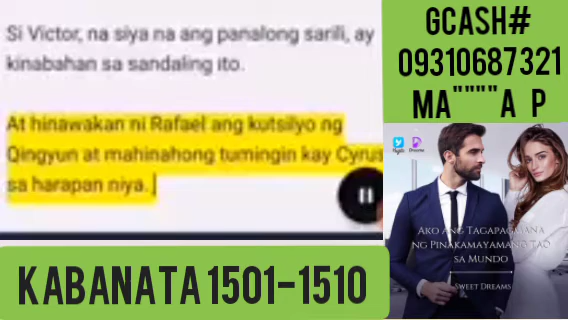 Si Victor, na siya na ang panalong sarili, ay
kinabahan sa sandaling ito.
At hinawakan ni Rafael ang kutsilyo ng
Qingyun at mahinahong tumingin kay Cyrus
sa harapan niya.
GCASH#
09310687321
MA""""A P
Dreams
AKO ANG TAGAPAGMANA
NG PINAKAMAYAMANG TAO
SA MUNDO
SWEET DREAMS
KABANATA 1501-1510